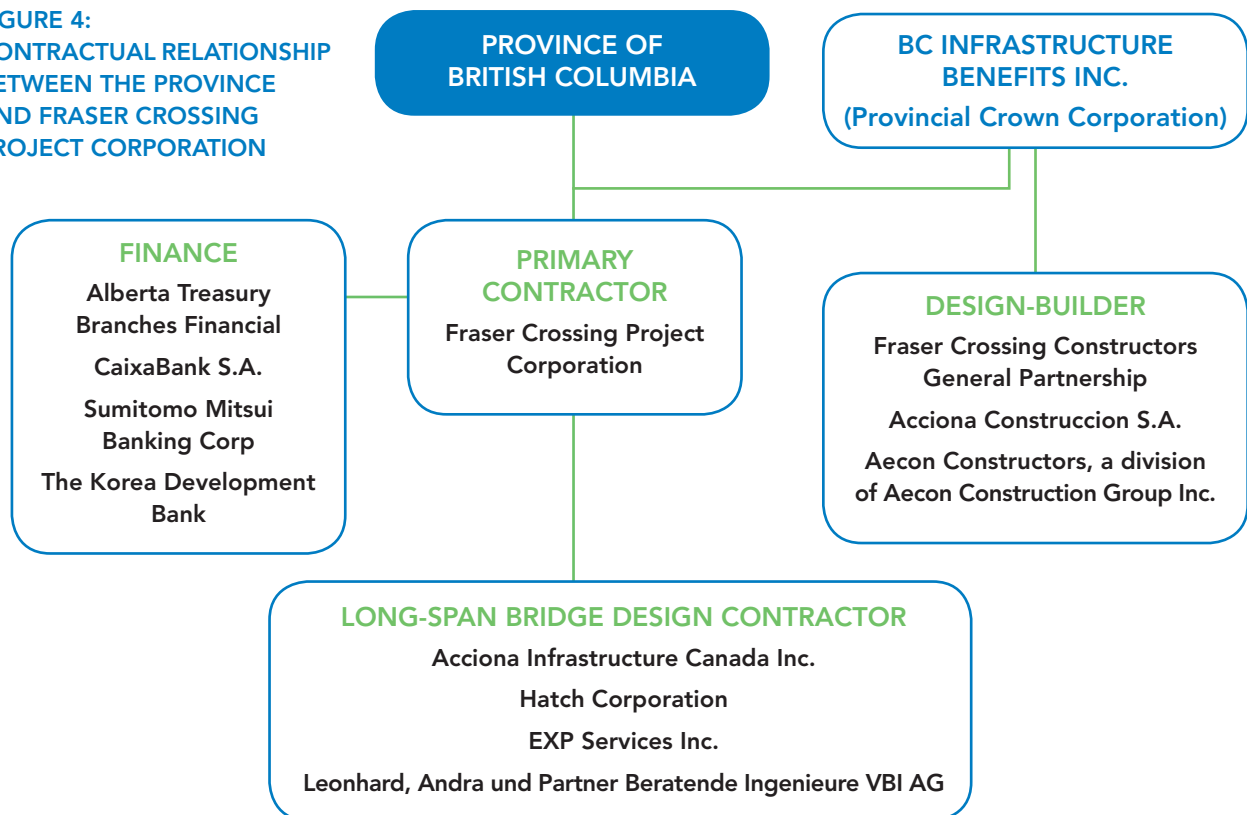 IGURE 4:
ONTRACTUAL RELATIONSHIP
ETWEEN THE PROVINCE
ND FRASER CROSSING
ROJECT CORPORATION
PROVINCE OF
BRITISH COLUMBIA
BC INFRASTRUCTURE
BENEFITS INC.
(Provincial Crown Corporation)
FINANCE
Alberta Treasury
Branches Financial
CaixaBank S.A.
Sumitomo Mitsui
Banking Corp
The Korea Development
Bank
PRIMARY
CONTRACTOR
Fraser Crossing Project
Corporation
DESIGN-BUILDER
Fraser Crossing Constructors
General Partnership
Acciona Construccion S.A.
Aecon Constructors, a division
of Aecon Construction Group Inc.
LONG-SPAN BRIDGE DESIGN CONTRACTOR
Acciona Infrastructure Canada Inc.
Hatch Corporation
EXP Services Inc.
Leonhard, Andra und Partner Beratende Ingenieure VBI AG